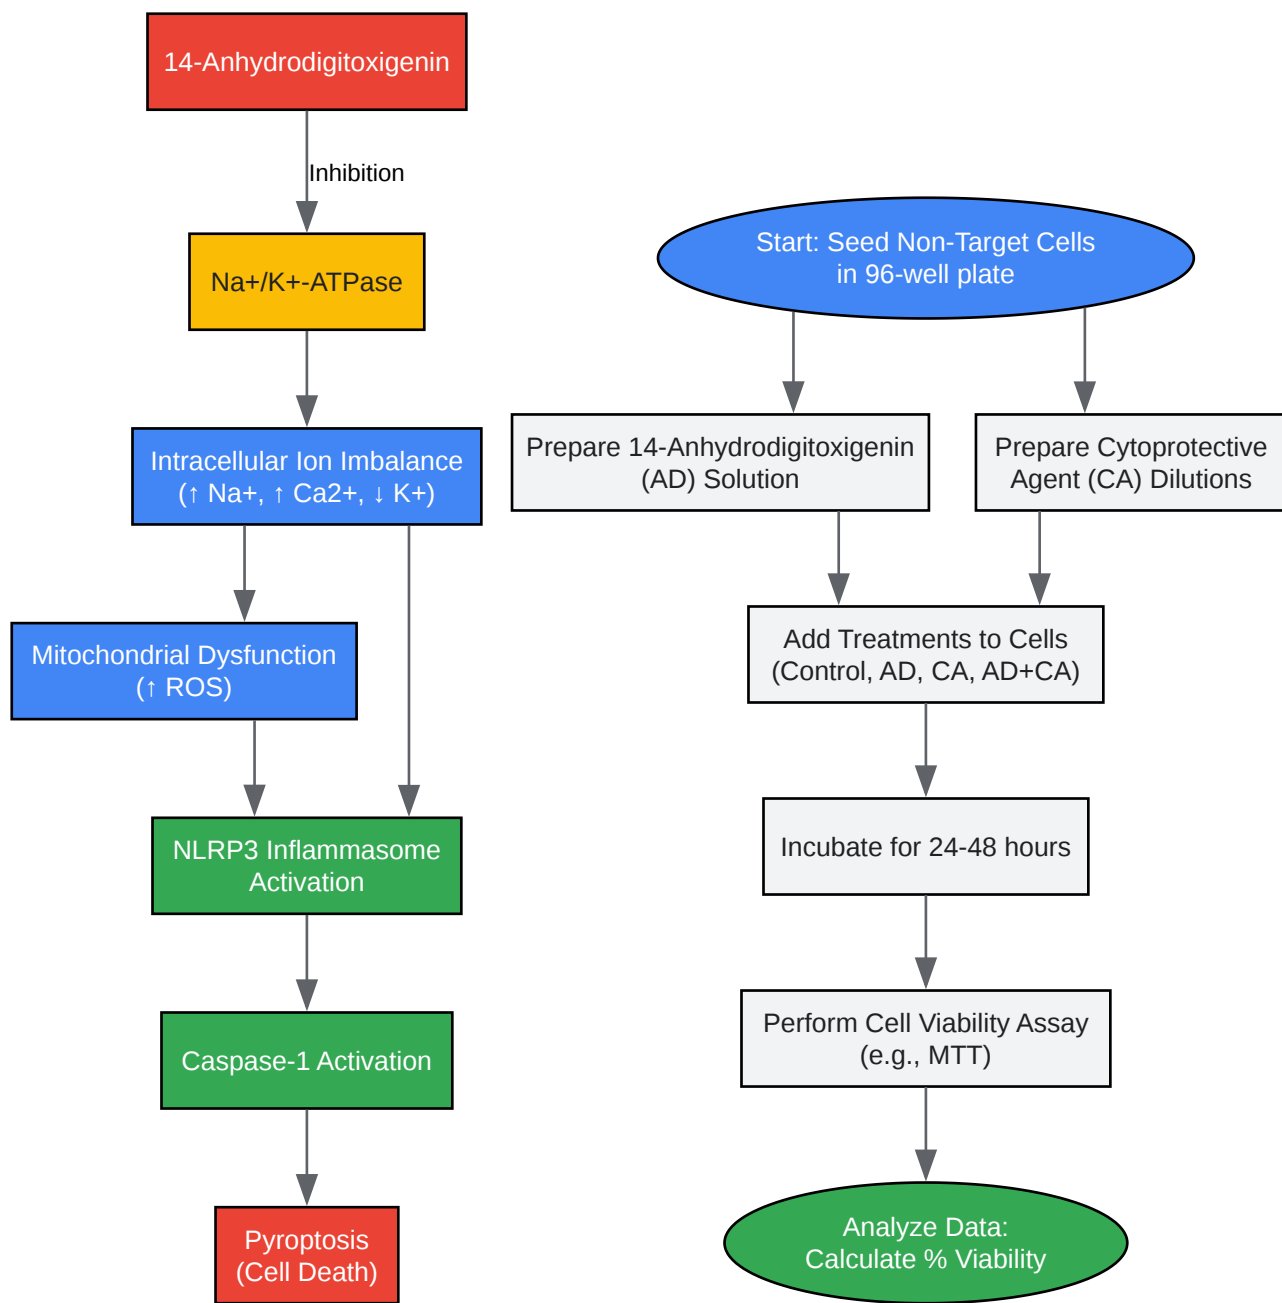 14-Anhydrodigitoxigenin
Inhibition
Na+/K+-ATPase
Intracellular Ion Imbalance
(↑ Na+, ↑ Ca2+, ↓ K+)
Mitochondrial Dysfunction
(↑ ROS)
NLRP3 Inflammasome
Activation
Caspase-1 Activation
Pyroptosis
(Cell Death)
Start: Seed Non-Target Cells
in 96-well plate
Prepare 14-Anhydrodigitoxigenin
(AD) Solution
Prepare Cytoprotective
Agent (CA) Dilutions
Add Treatments to Cells
(Control, AD, CA, AD+CA)
Incubate for 24-48 hours
Perform Cell Viability Assay
(e.g., MTT)
Analyze Data:
Calculate % Viability